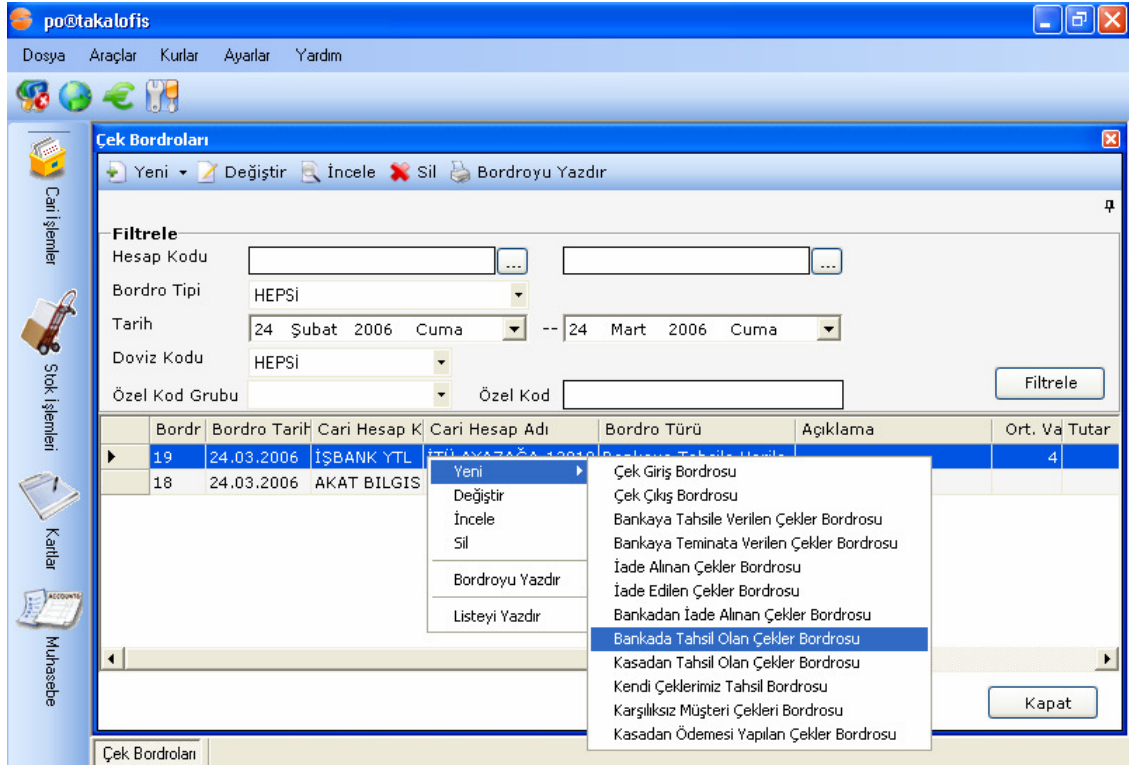 po®takalofis
Dosya Araçlar Kurlar Ayarlar Yardım
Çek Bordroları
Yeni Değiştir İncele Sil Bordroyu Yazdır
Filtrele
Hesap Kodu ... ...
Bordro Tipi HEPSİ
Tarih 24 Şubat 2006 Cuma -- 24 Mart 2006 Cuma
Doviz Kodu HEPSİ
Özel Kod Grubu Özel Kod Filtrele
Bordr Bordro Tarih Cari Hesap K Cari Hesap Adı Bordro Türü Açıklama Ort. Va Tutar
19 24.03.2006 İŞBANK YTL İTÜ AYAZAĞA Bankaya Tahsile 4
18 24.03.2006 AKAT BILGIS
Yeni
Değiştir
İncele
Sil
Bordroyu Yazdır
Listeyi Yazdır
Çek Giriş Bordrosu
Çek Çıkış Bordrosu
Bankaya Tahsile Verilen Çekler Bordrosu
Bankaya Teminata Verilen Çekler Bordrosu
İade Alınan Çekler Bordrosu
İade Edilen Çekler Bordrosu
Bankadan İade Alınan Çekler Bordrosu
Bankada Tahsil Olan Çekler Bordrosu
Kasadan Tahsil Olan Çekler Bordrosu
Kendi Çeklerimiz Tahsil Bordrosu
Karşılıksız Müşteri Çekleri Bordrosu
Kasadan Ödemesi Yapılan Çekler Bordrosu
Kapat
Cari İşlemler
Stok İşlemleri
Kartlar
ACCOUNTS
Muhasebe
Çek Bordroları